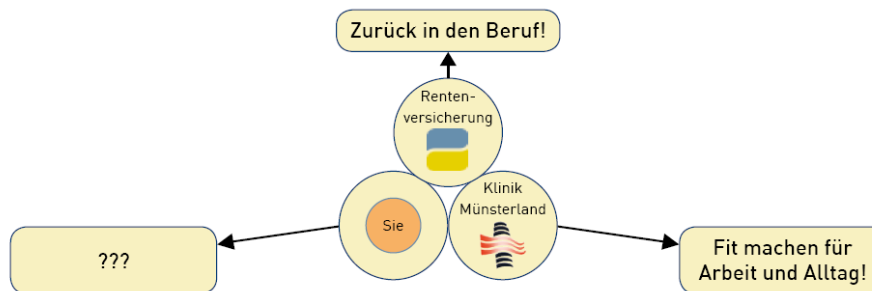 Zurück in den Beruf!
Renten-
versicherung
Sie
Klinik
Münsterland
???
Fit machen für
Arbeit und Alltag!